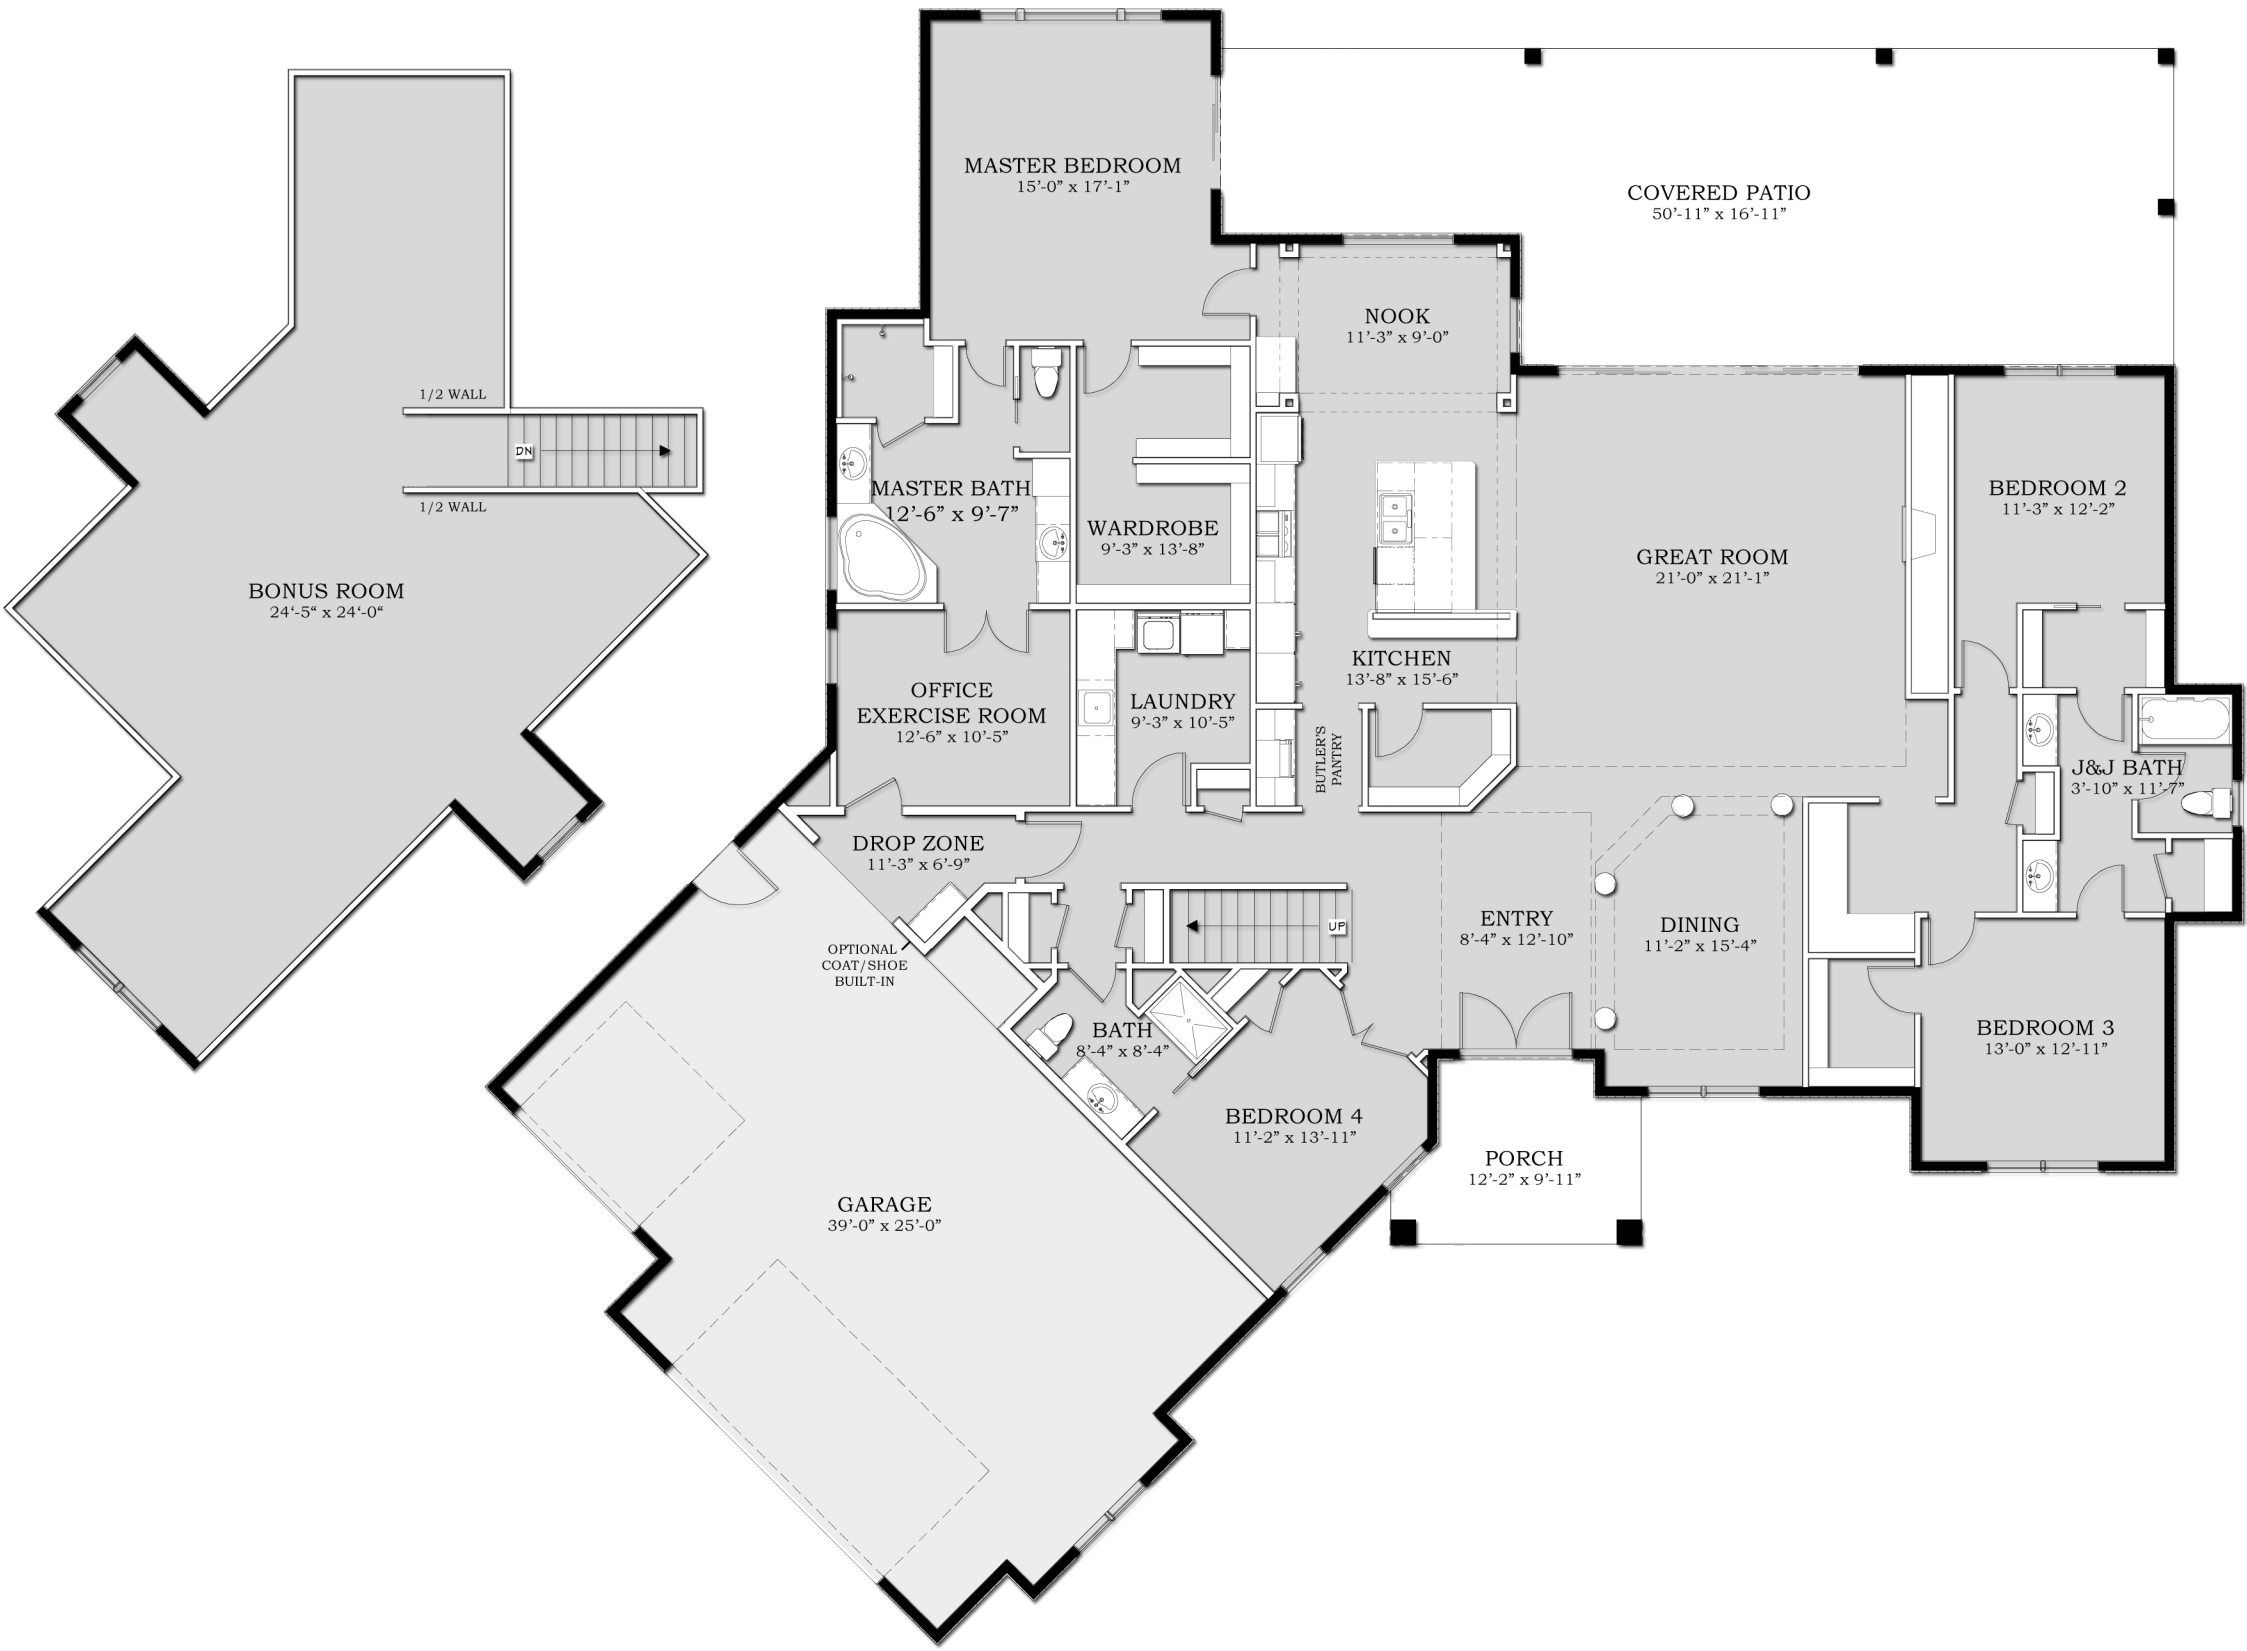 MASTER BEDROOM
15'-0" x 17'-1"
COVERED PATIO
50'-11" x 16'-11"
NOOK
11'-3" x 9'-0"
1/2 WALL
DN
1/2 WALL
BONUS ROOM
24'-5" x 24'-0"
MASTER BATH
12'-6" x 9'-7"
WARDROBE
9'-3" x 13'-8"
GREAT ROOM
21'-0" x 21'-1"
BEDROOM 2
11'-3" x 12'-2"
KITCHEN
13'-8" x 15'-6"
OFFICE
EXERCISE ROOM
12'-6" x 10'-5"
LAUNDRY
9'-3" x 10'-5"
BUTLER'S
PANTRY
J&J BATH
3'-10" x 11'-7"
DROP ZONE
11'-3" x 6'-9"
OPTIONAL
COAT/SHOE
BUILT-IN
UP
ENTRY
8'-4" x 12'-10"
DINING
11'-2" x 15'-4"
BATH
8'-4" x 8'-4"
BEDROOM 3
13'-0" x 12'-11"
BEDROOM 4
11'-2" x 13'-11"
PORCH
12'-2" x 9'-11"
GARAGE
39'-0" x 25'-0"